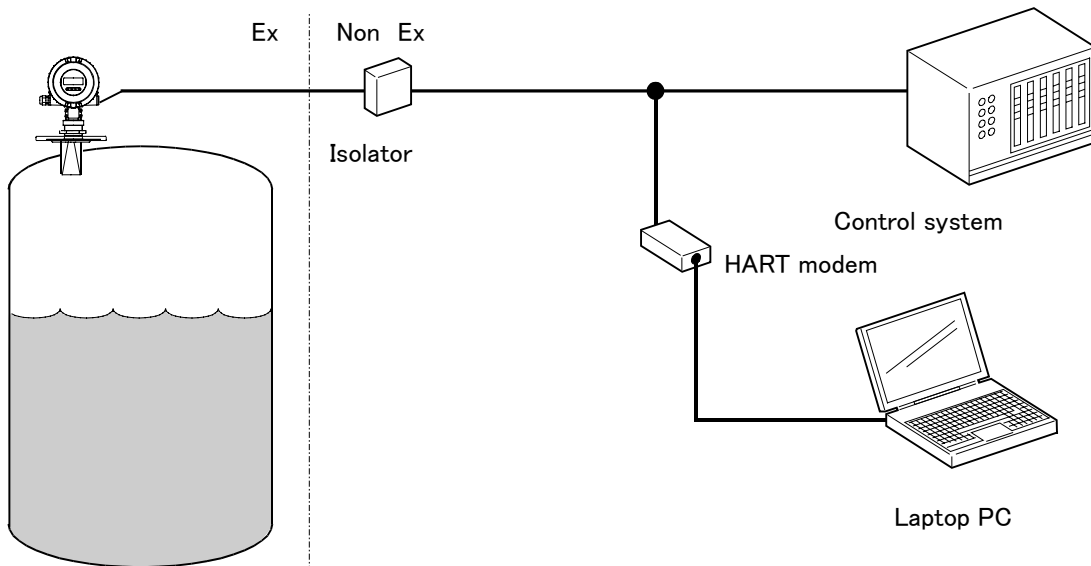 Ex Non Ex
Isolator
Control system
HART modem
Laptop PC